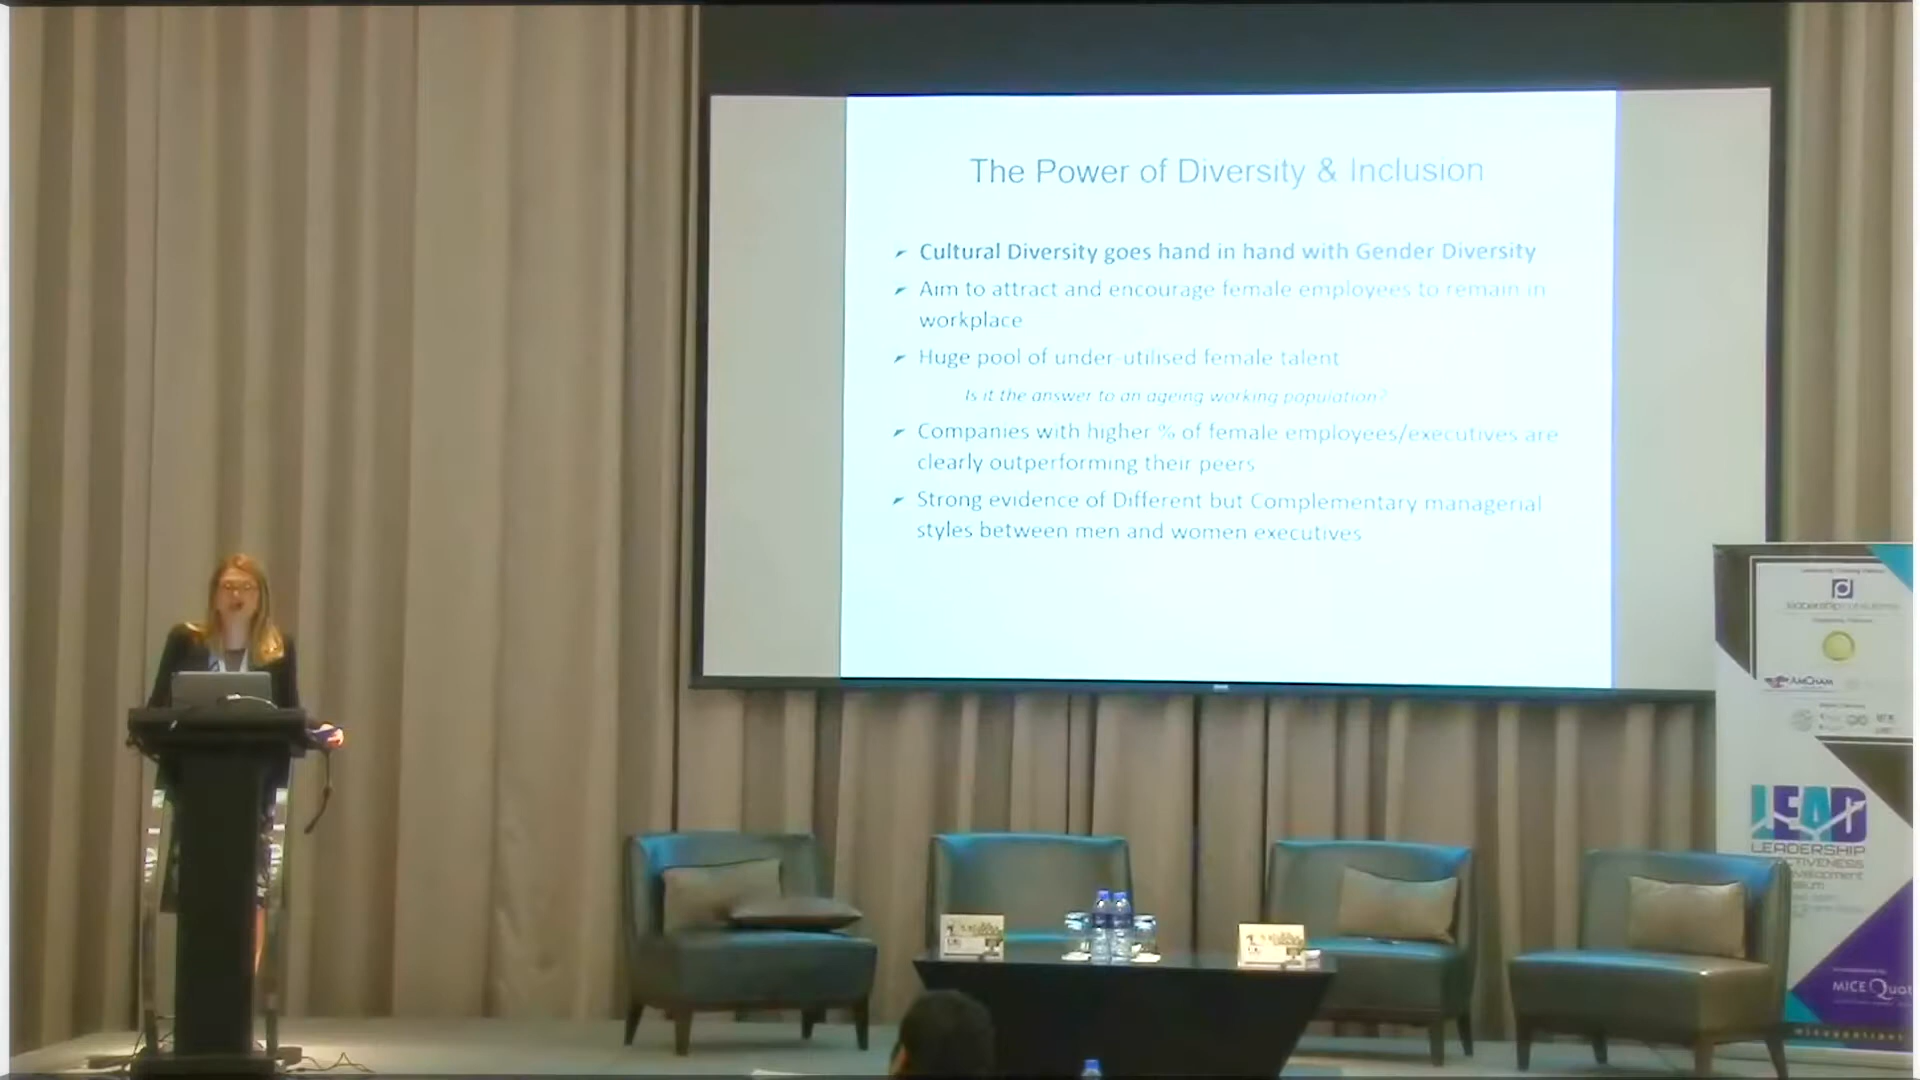 The Power of Diversity & Inclusion
Cultural Diversity goes hand in hand with Gender Diversity
Aim to attract and encourage female employees to remain in
workplace
Huge pool of under-utilised female talent
Is it the answer to an ageing working population?
Companies with higher % of female employees/executives are
clearly outperforming their peers
Strong evidence of Different but Complementary managerial
styles between men and women executives
AMCHAM
LEAD
LEADERSHIP
MICE Quot